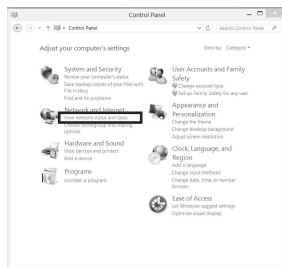 Control Panel
Control Panel
Search Control Panel
Adjust your computer's settings
View by: Category
System and Security
Review your computer's status
Save backup copies of your files with
File History
Find and fix problems
Network and Internet
View network status and tasks
Choose homegroup and sharing
options
Hardware and Sound
View devices and printers
Add a device
Programs
Uninstall a program
User Accounts and Family
Safety
Change account type
Set up Family Safety for any user
Appearance and
Personalization
Change the theme
Change desktop background
Adjust screen resolution
Clock, Language, and
Region
Add a language
Change input methods
Change date, time, or number
formats
Ease of Access
Let Windows suggest settings
Optimize visual display